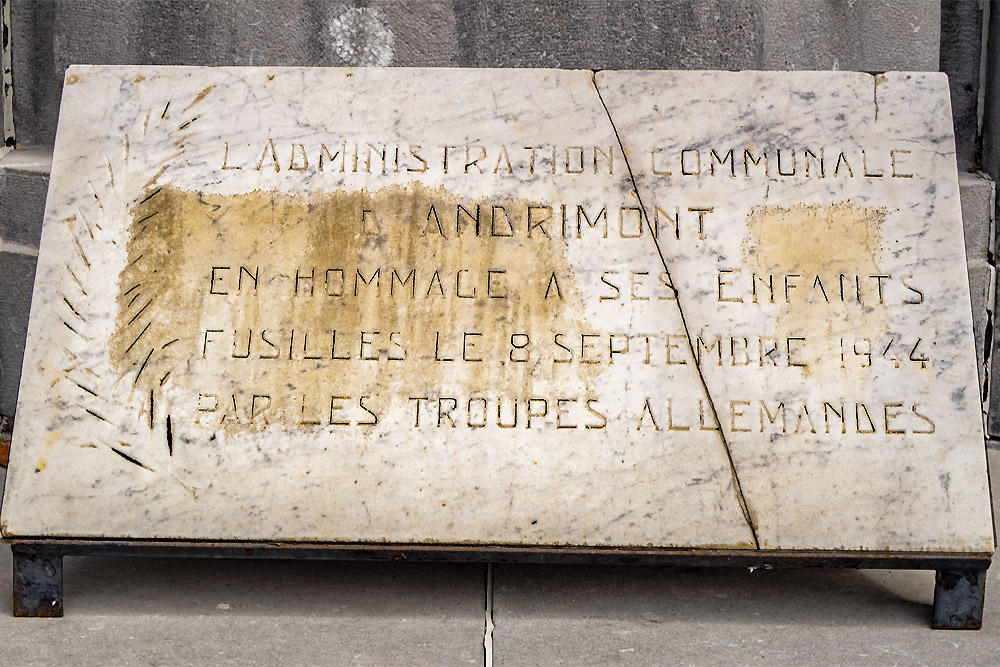 L'ADMINISTRATION COMMUNALE
D'ANDRIMONT
EN HOMMAGE A SES ENFANTS
FUSILLES LE 8 SEPTEMBRE 1944
PAR LES TROUPES ALLEMANDES